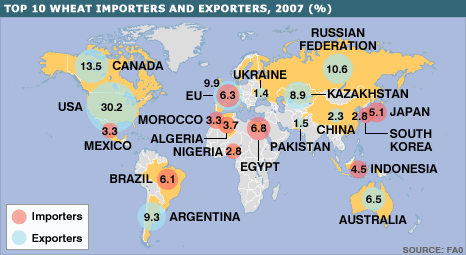 TOP 10 WHEAT IMPORTERS AND EXPORTERS, 2007 (%)
RUSSIAN
FEDERATION
13.5
CANADA
10.6
UKRAINE
9.9
EU
6.3
1.4
8.9
KAZAKHSTAN
USA
30.2
MOROCCO
3.3
3.7
2.3
CHINA
2.8
5.1
JAPAN
3.3
MEXICO
ALGERIA
6.8
1.5
SOUTH
KOREA
NIGERIA
2.8
EGYPT
PAKISTAN
BRAZIL
6.1
4.5
INDONESIA
9.3
ARGENTINA
6.5
AUSTRALIA
Importers
Exporters
SOURCE: FAO